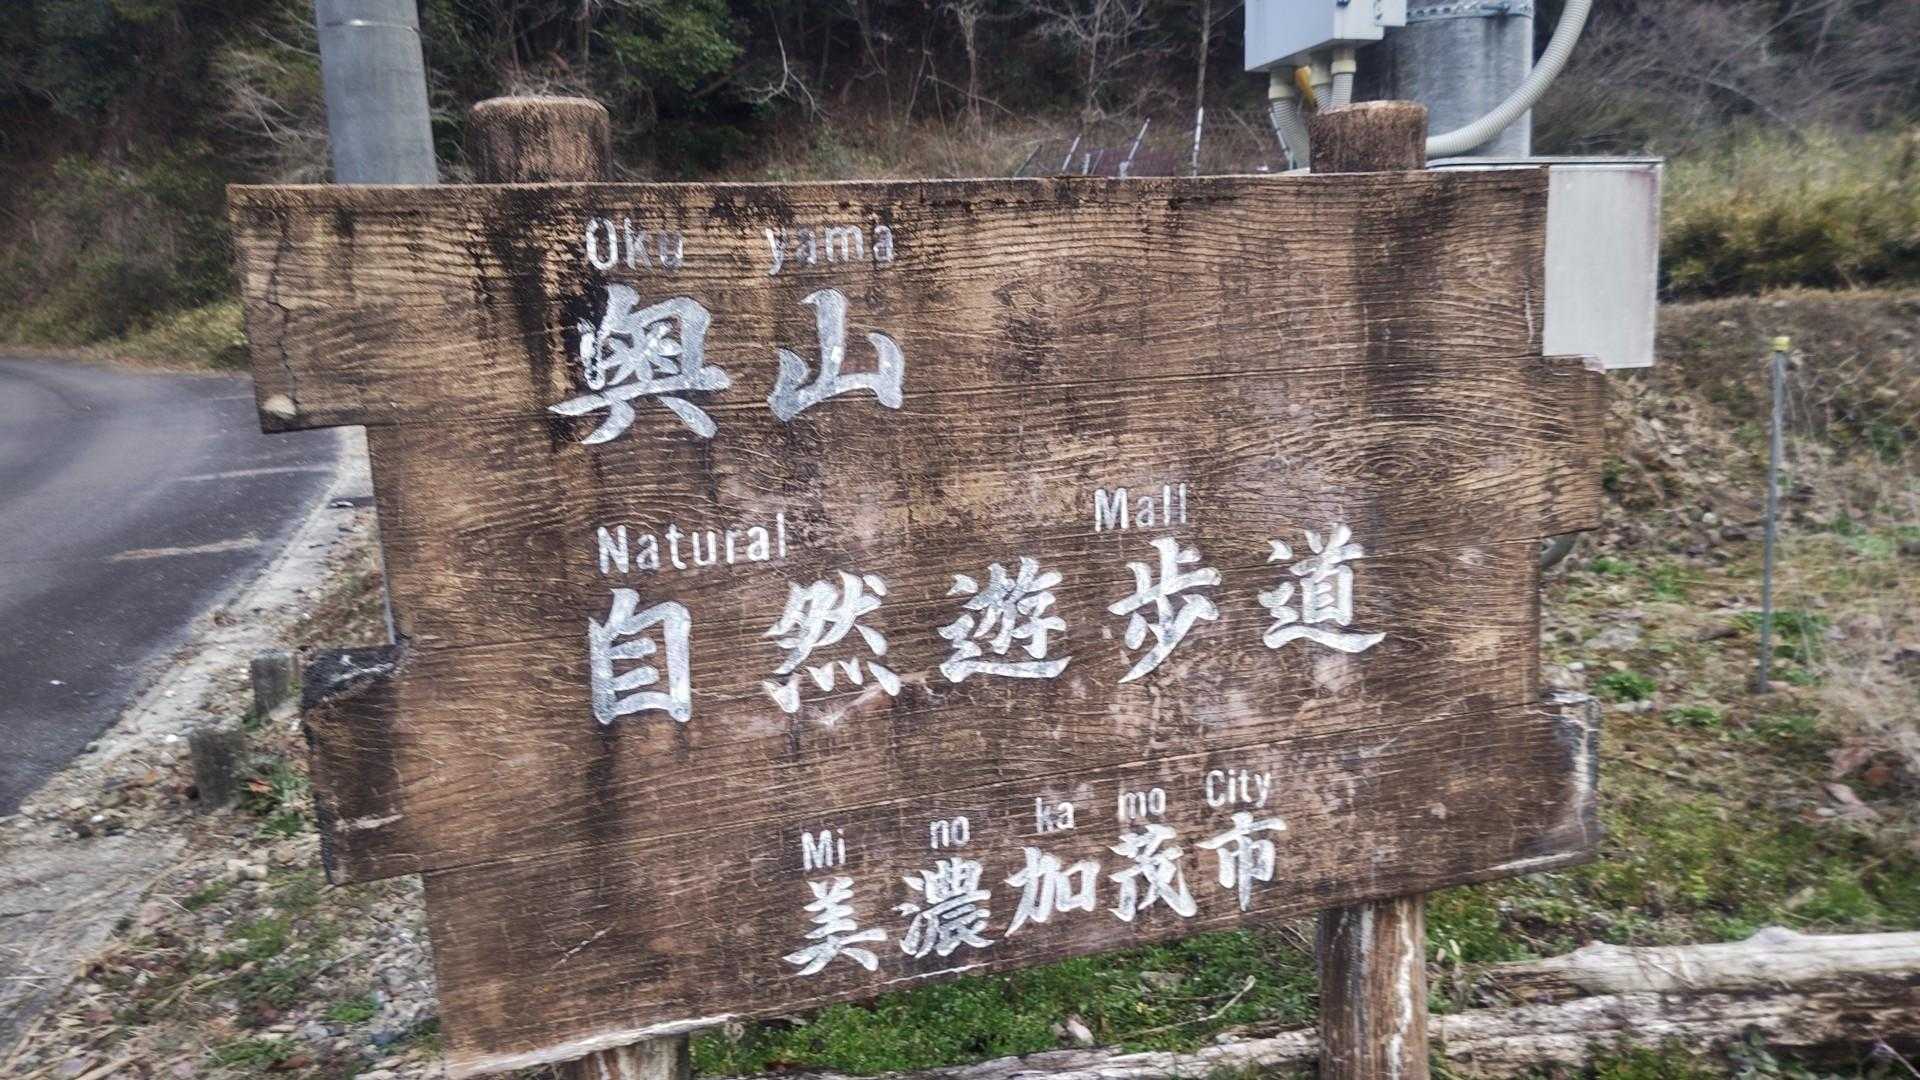 Oku yama
奥山
Natural Mall
自然遊歩道
Mi no ka mo City
美濃加茂市